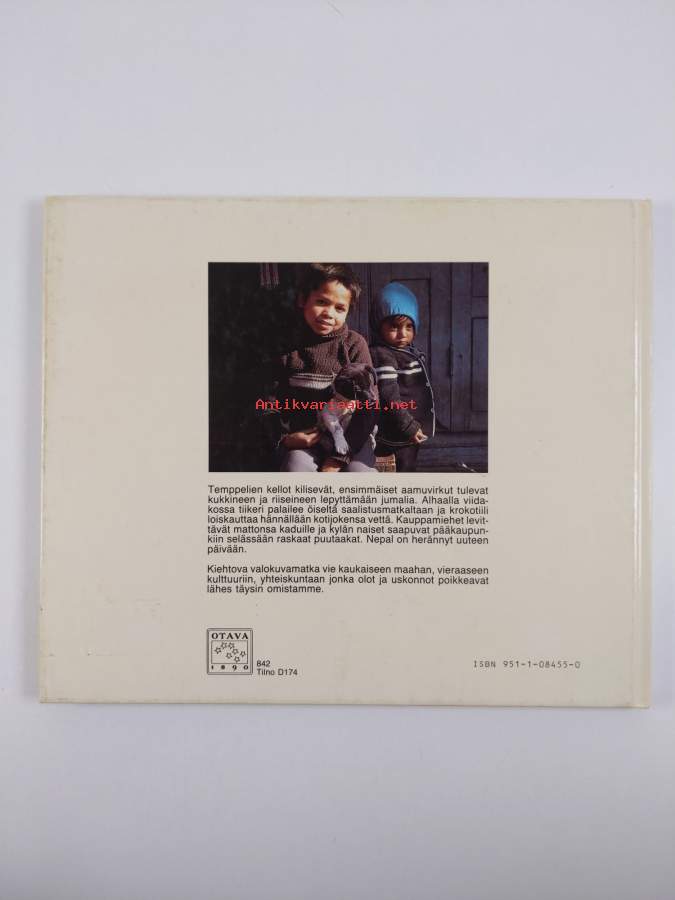 Antikvariaatti.net
Temppelien kellot kilisevät, ensimmäiset aamuvirkut tulevat
kukkineen ja riiseineen lepyttämään jumalia. Alhaalla viida-
kossa tiikeri palailee öiseltä saalistusmatkaltaan ja krokotiili
loiskauttaa hännällään kotijokensa vettä. Kauppamiehet levit-
tävät mattonsa kaduille ja kylän naiset saapuvat pääkaupun-
kiin selässään raskaat puutaakat. Nepal on herännyt uuteen
päivään.
Kiehtova valokuvamatka vie kaukaiseen maahan, vieraaseen
kulttuuriin, yhteiskuntaan jonka olot ja uskonnot poikkeavat
lähes täysin omistamme.
OTAVA
1890
842
Tilno D174
ISBN 951-1-08455-0